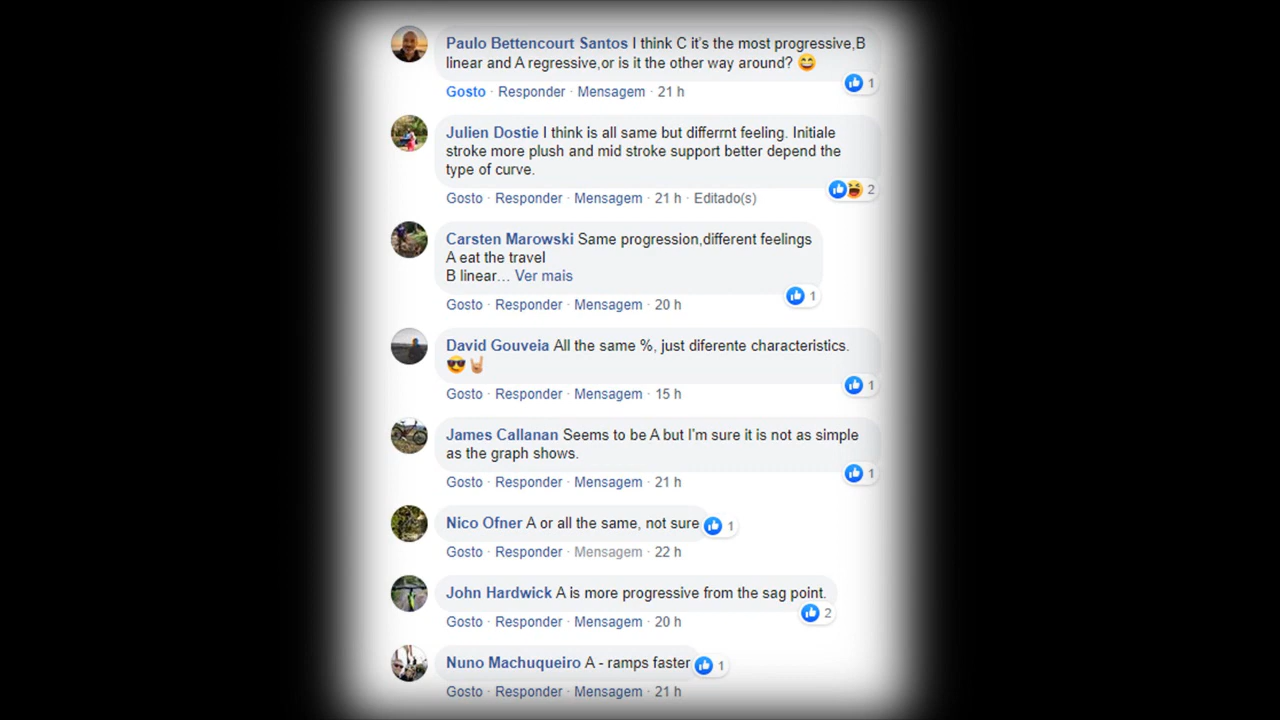 Paulo Bettencourt Santos I think C it's the most progressive,B
linear and A regressive,or is it the other way around? 😄
1
Gosto · Responder · Mensagem · 21 h
Julien Dostie I think is all same but differrnt feeling. Initiale
stroke more plush and mid stroke support better depend the
type of curve.
2
Gosto · Responder · Mensagem · 21 h · Editado(s)
Carsten Marowski Same progression,different feelings
A eat the travel
B linear... Ver mais
1
Gosto · Responder · Mensagem · 20 h
David Gouveia All the same %, just diferente characteristics.
😎🤘🏼
1
Gosto · Responder · Mensagem · 15 h
James Callanan Seems to be A but I'm sure it is not as simple
as the graph shows.
1
Gosto · Responder · Mensagem · 21 h
Nico Ofner A or all the same, not sure 1
Gosto · Responder · Mensagem · 22 h
John Hardwick A is more progressive from the sag point.
2
Gosto · Responder · Mensagem · 20 h
Nuno Machuqueiro A - ramps faster 1
Gosto · Responder · Mensagem · 21 h